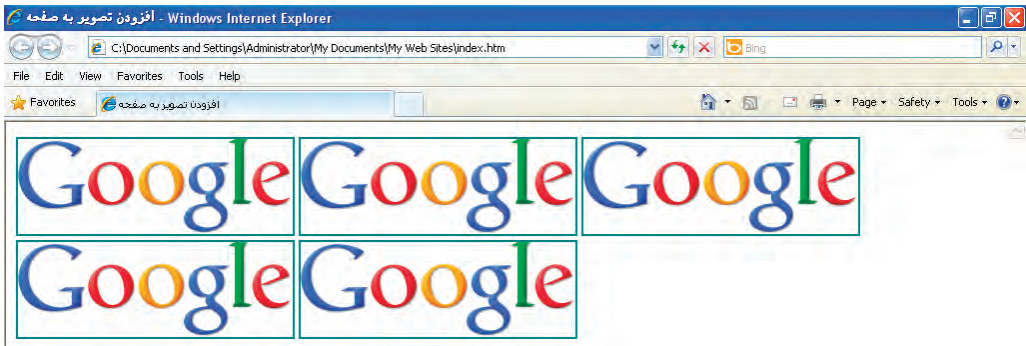 افزودن تصویر به صفحه - Windows Internet Explorer
C:\Documents and Settings\Administrator\My Documents\My Web Sites\index.htm Bing
File Edit View Favorites Tools Help
Favorites افزودن تصویر به صفحه Page Safety Tools
Google Google Google
Google Google